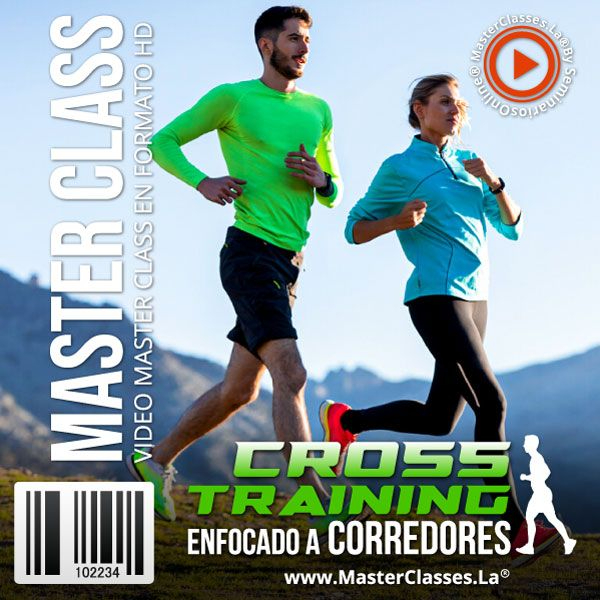 MASTER CLASS
VIDEO MASTER CLASS EN FORMATO HD
MasterClasses.La® By SeminariosOnline®
CROSS
TRAINING
ENFOCADO A CORREDORES
www.MasterClasses.La®
102234